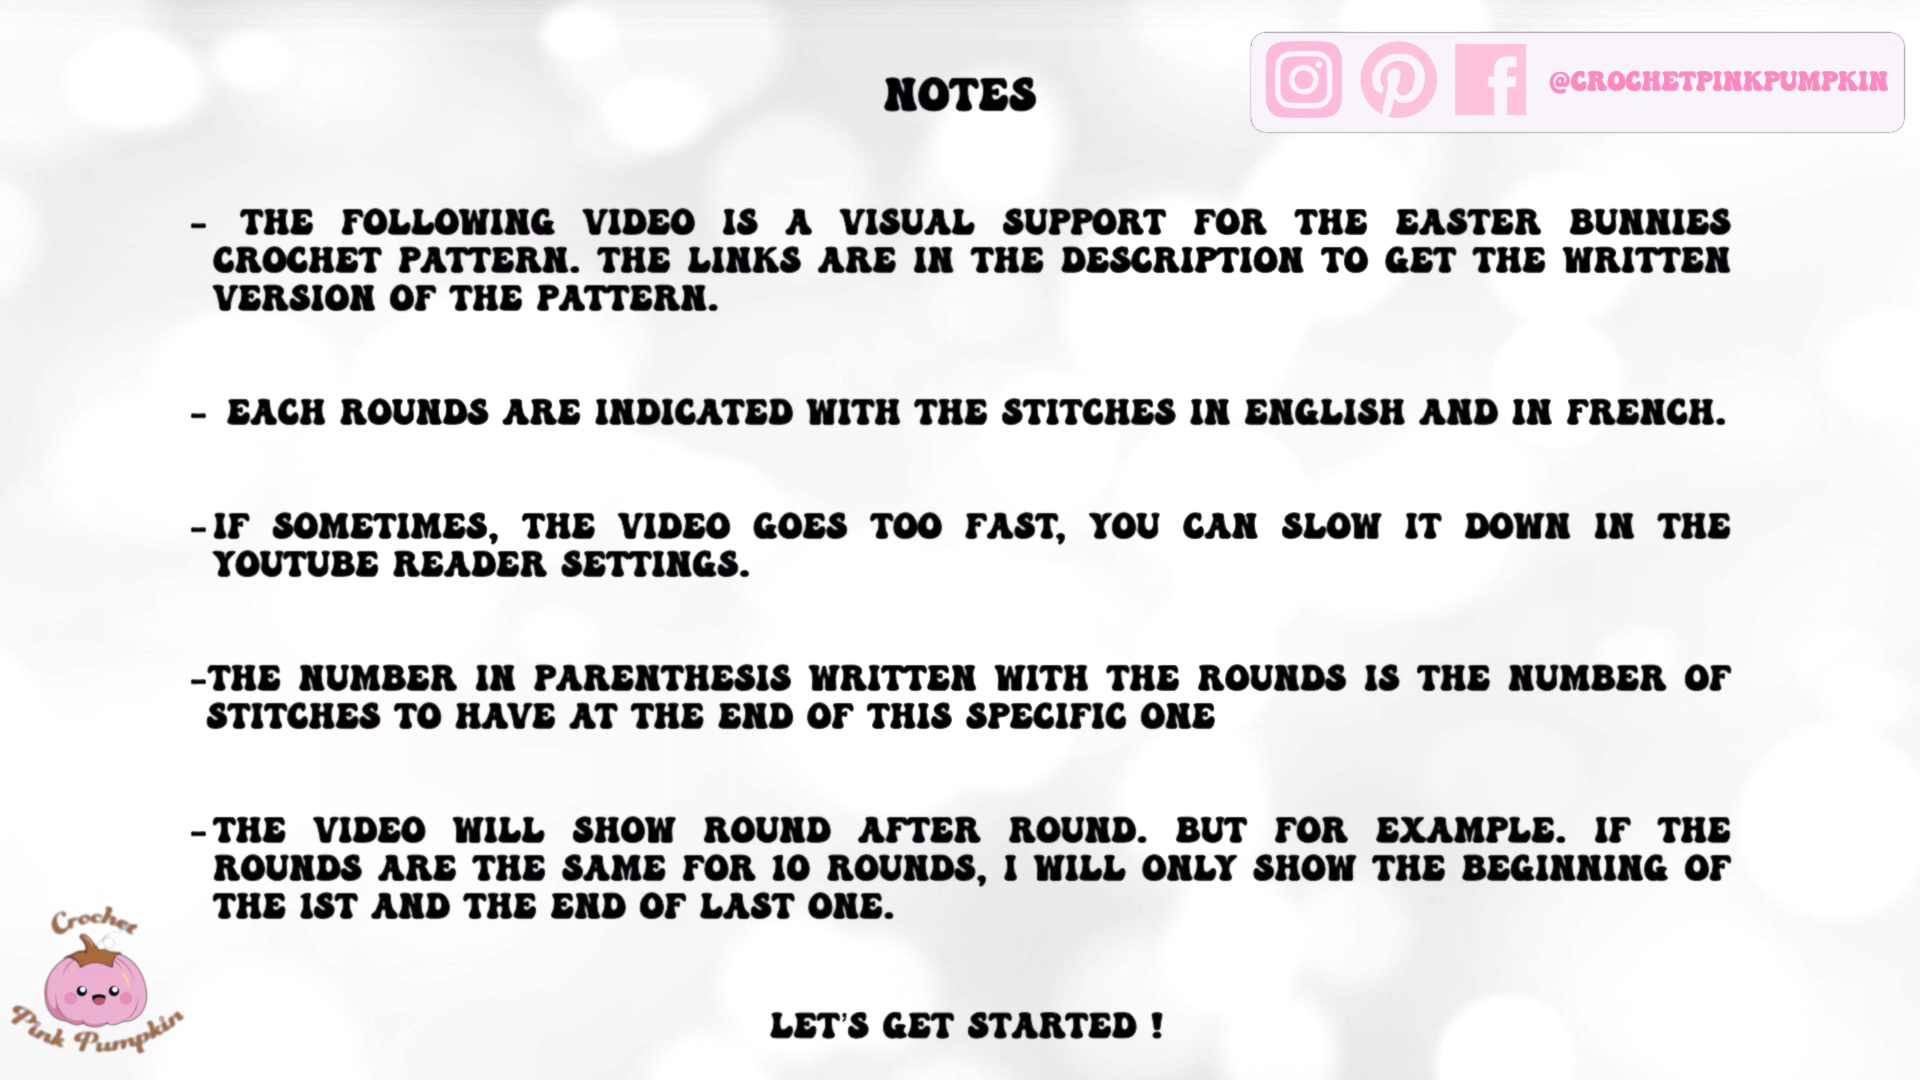 NOTES
@CROCHETPINKPUMPKIN
- THE FOLLOWING VIDEO IS A VISUAL SUPPORT FOR THE EASTER BUNNIES
CROCHET PATTERN. THE LINKS ARE IN THE DESCRIPTION TO GET THE WRITTEN
VERSION OF THE PATTERN.
- EACH ROUNDS ARE INDICATED WITH THE STITCHES IN ENGLISH AND IN FRENCH.
- IF SOMETIMES, THE VIDEO GOES TOO FAST, YOU CAN SLOW IT DOWN IN THE
YOUTUBE READER SETTINGS.
-THE NUMBER IN PARENTHESIS WRITTEN WITH THE ROUNDS IS THE NUMBER OF
STITCHES TO HAVE AT THE END OF THIS SPECIFIC ONE
- THE VIDEO WILL SHOW ROUND AFTER ROUND. BUT FOR EXAMPLE. IF THE
ROUNDS ARE THE SAME FOR 10 ROUNDS, I WILL ONLY SHOW THE BEGINNING OF
THE 1ST AND THE END OF LAST ONE.
LET'S GET STARTED !
Crochet
Pink Pumpkin